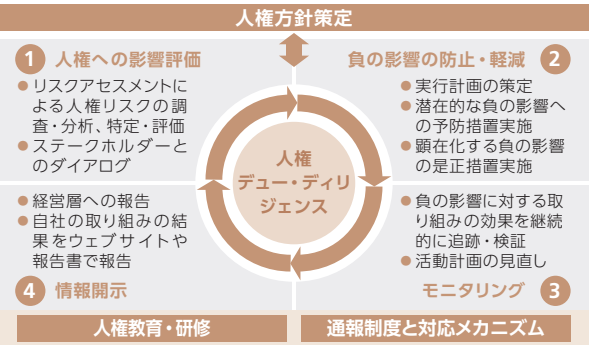 人権方針策定
1 人権への影響評価
●リスクアセスメントに
よる人権リスクの調
査・分析、特定・評価
●ステークホルダーと
のダイアログ
負の影響の防止・軽減 2
●実行計画の策定
●潜在的な負の影響へ
の予防措置実施
●顕在化する負の影響
の是正措置実施
人権
デュー・ディリ
ジェンス
●負の影響に対する取
り組みの効果を継続
的に追跡・検証
●活動計画の見直し
モニタリング 3
●経営層への報告
●自社の取り組みの結
果をウェブサイトや
報告書で報告
4 情報開示
人権教育・研修
通報制度と対応メカニズム